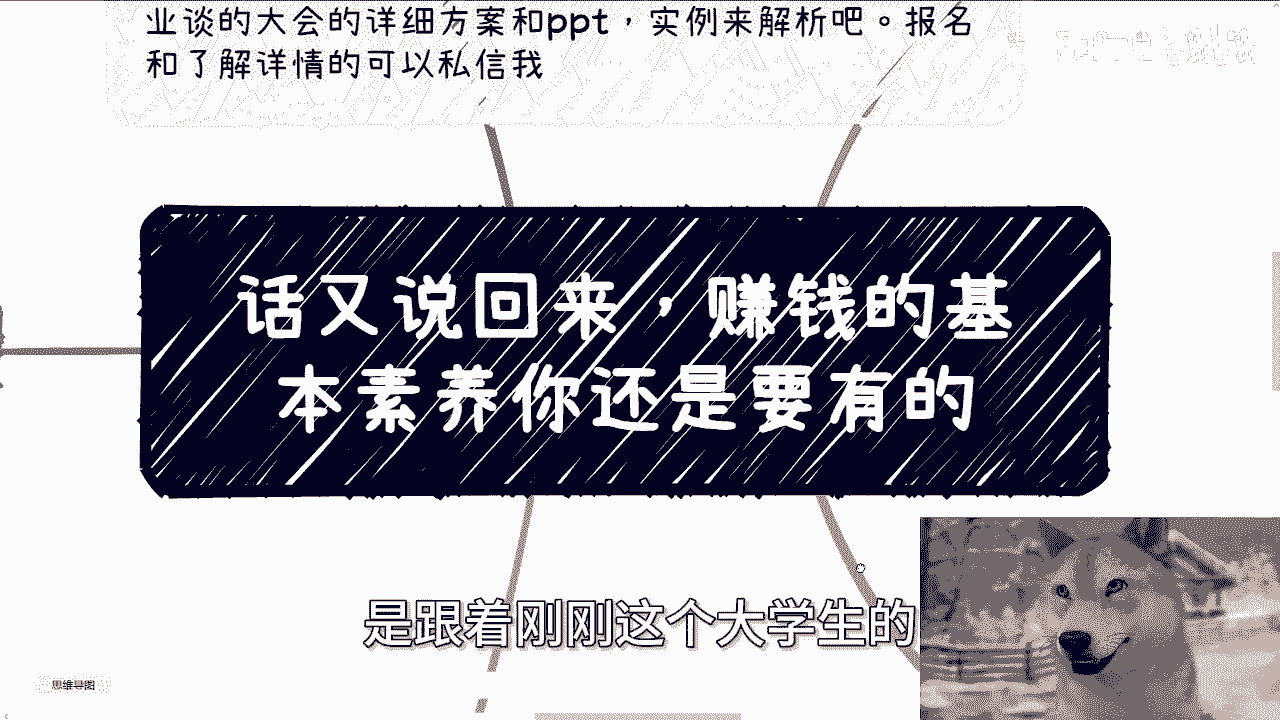 业谈的大会的详细方案和ppt，实例来解析吧。报名
和了解详情的可以私信我
话又说回来，赚钱的基
本素养你还是要有的
是跟着刚刚这个大学生的
思维导图